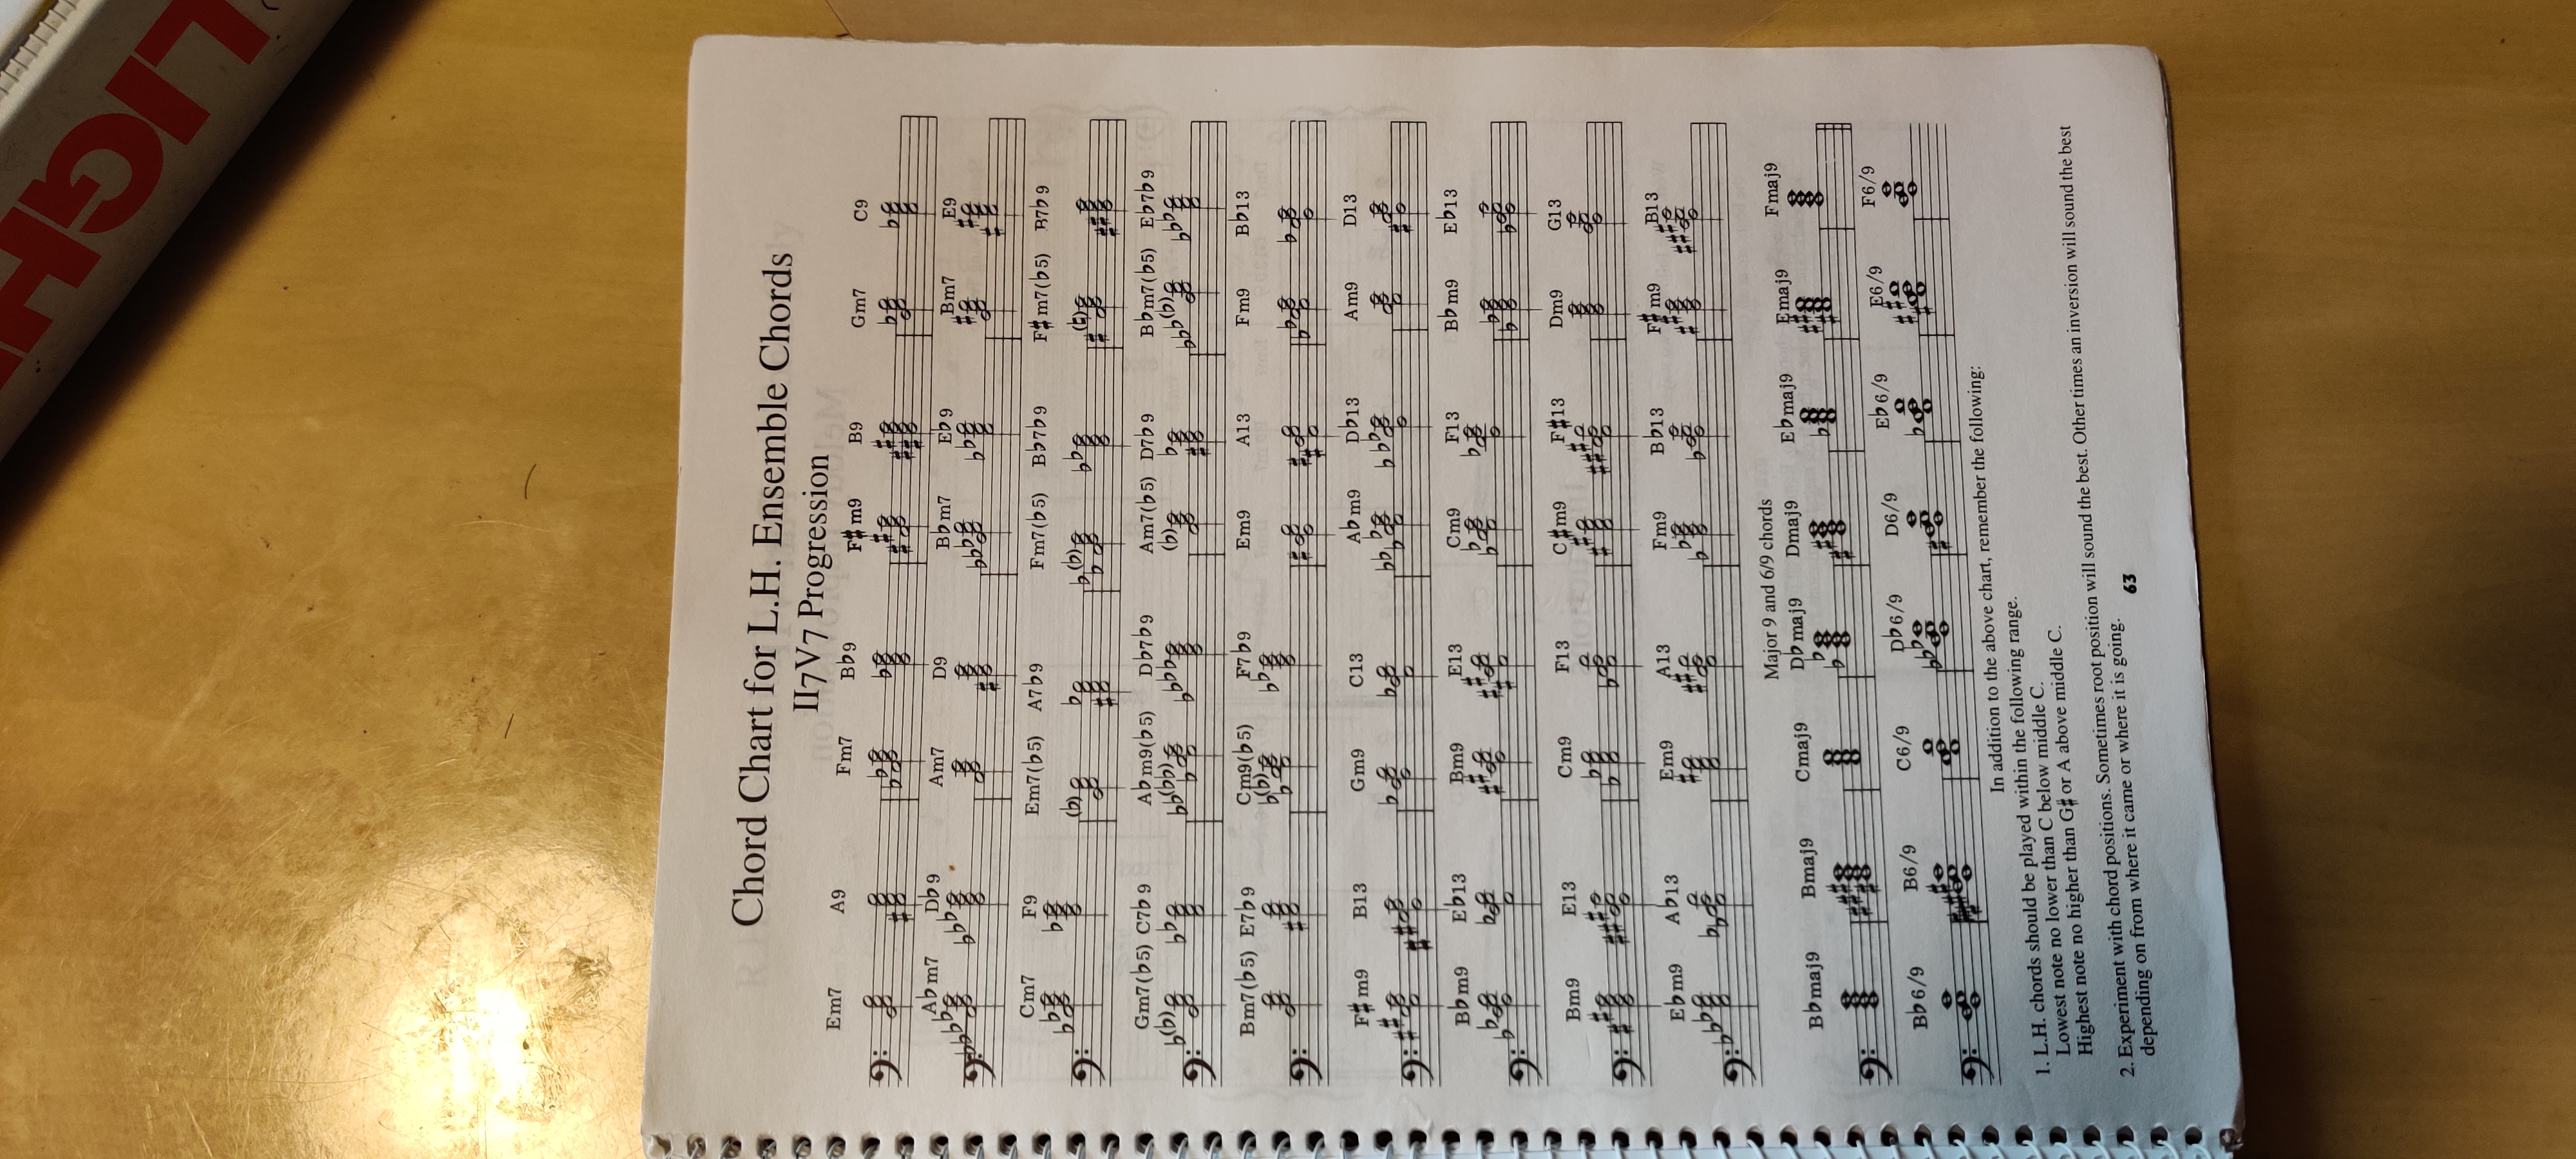 LIGH
Chord Chart for L.H. Ensemble Chords
II7V7 Progression
Em7 A9 Fm7 B♭9 F♯m9 B9 Gm7 C9
A♭m7 D♭9 Am7 D9 B♭m7 E♭9 Bm7 E9
Cm7 F9 Em7(♭5) A7♭9 Fm7(♭5) B♭7♭9 F♯m7(♭5) B7♭9
Gm7(♭5) C7♭9 A♭m9(♭5) D♭7♭9 Am7(♭5) D7♭9 B♭m7(♭5) E♭7♭9
Bm7(♭5) E7♭9 Cm9(♭5) F7♭9 Em9 A13 Fm9 B♭13
F♯m9 B13 Gm9 C13 A♭m9 D♭13 Am9 D13
B♭m9 E♭13 Bm9 E13 Cm9 F13 B♭m9 E♭13
Bm9 E13 Cm9 F13 C♯m9 F♯13 Dm9 G13
E♭m9 A♭13 Em9 A13 Fm9 B♭13 F♯m9 B13
Major 9 and 6/9 chords
B♭maj9 Bmaj9 Cmaj9 D♭maj9 Dmaj9 E♭maj9 Emaj9 Fmaj9
B♭6/9 B6/9 C6/9 D♭6/9 D6/9 E♭6/9 E6/9 F6/9
In addition to the above chart, remember the following:
1. L.H. chords should be played within the following range.
Lowest note no lower than C below middle C.
Highest note no higher than G♯ or A above middle C.
2. Experiment with chord positions. Sometimes root position will sound the best. Other times an inversion will sound the best
depending on from where it came or where it is going.
63